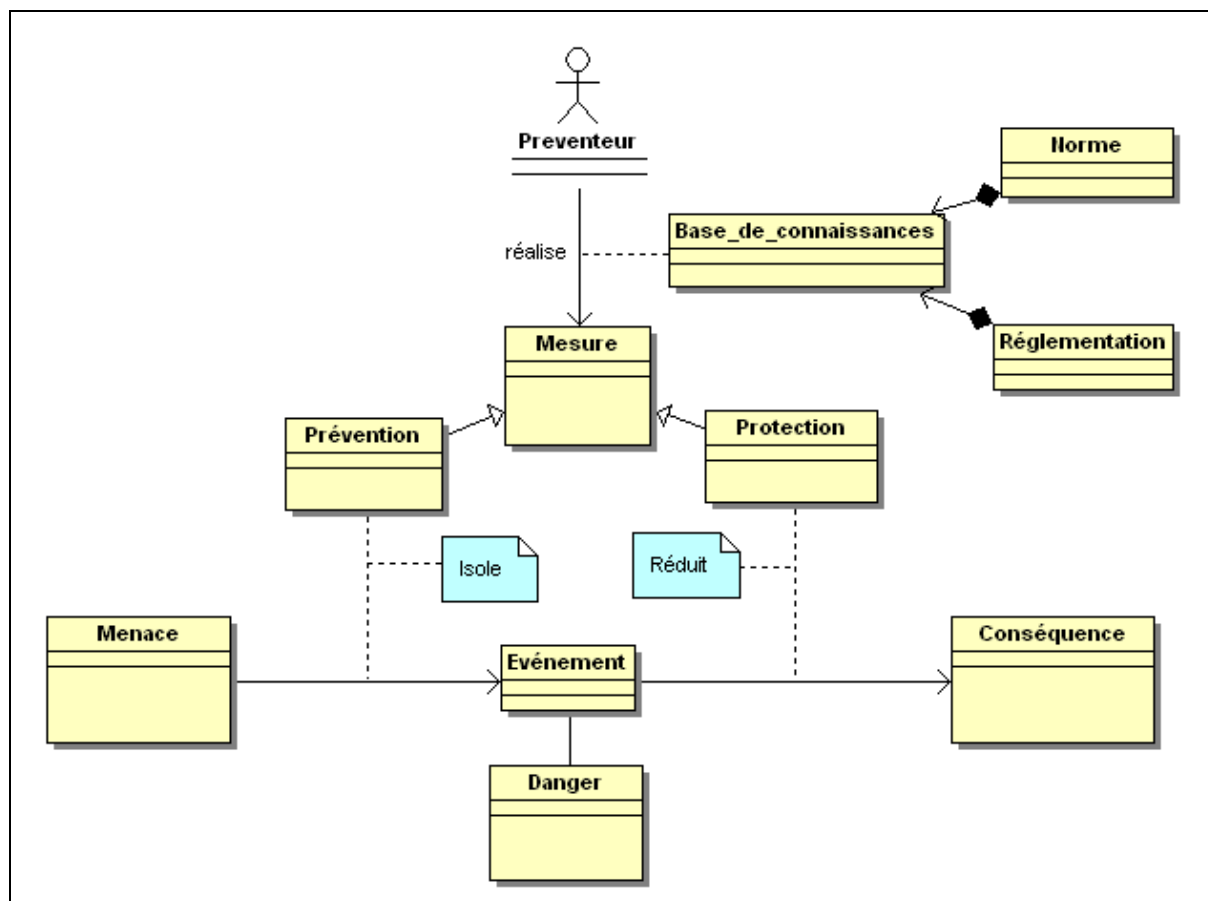 Preventeur
Norme
Base_de_connaissances
réalise
Mesure
Réglementation
Prévention
Protection
Isole
Réduit
Menace
Evénement
Conséquence
Danger